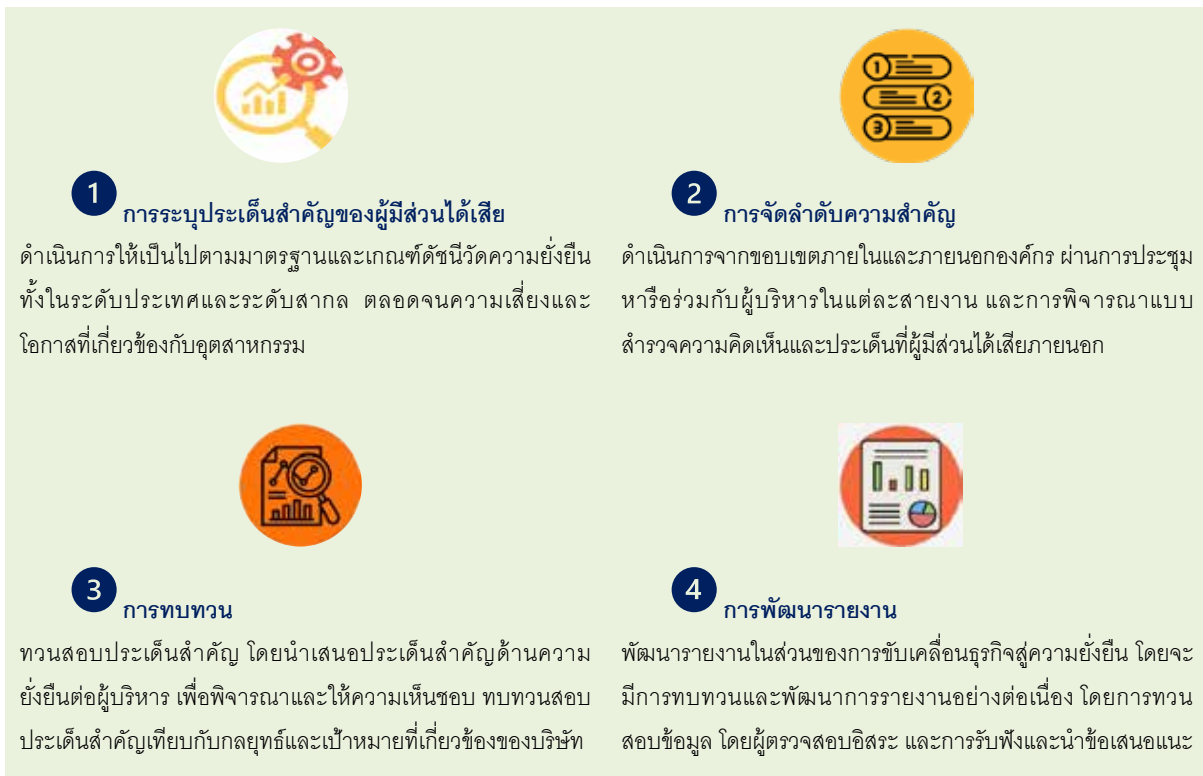 1 การระบุประเด็นสำคัญของผู้มีส่วนได้เสีย
ดำเนินการให้เป็นไปตามมาตรฐานและเกณฑ์ดัชนีวัดความยั่งยืน
ทั้งในระดับประเทศและระดับสากล ตลอดจนความเสี่ยงและ
โอกาสที่เกี่ยวข้องกับอุตสาหกรรม
1
2
3
2 การจัดลำดับความสำคัญ
ดำเนินการจากขอบเขตภายในและภายนอกองค์กร ผ่านการประชุม
หารือร่วมกับผู้บริหารในแต่ละสายงาน และการพิจารณาแบบ
สำรวจความคิดเห็นและประเด็นที่ผู้มีส่วนได้เสียภายนอก
3 การทบทวน
ทวนสอบประเด็นสำคัญ โดยนำเสนอประเด็นสำคัญด้านความ
ยั่งยืนต่อผู้บริหาร เพื่อพิจารณาและให้ความเห็นชอบ ทบทวนสอบ
ประเด็นสำคัญเทียบกับกลยุทธ์และเป้าหมายที่เกี่ยวข้องของบริษัท
4 การพัฒนารายงาน
พัฒนารายงานในส่วนของการขับเคลื่อนธุรกิจสู่ความยั่งยืน โดยจะ
มีการทบทวนและพัฒนาการรายงานอย่างต่อเนื่อง โดยการทวน
สอบข้อมูล โดยผู้ตรวจสอบอิสระ และการรับฟังและนำข้อเสนอแนะ